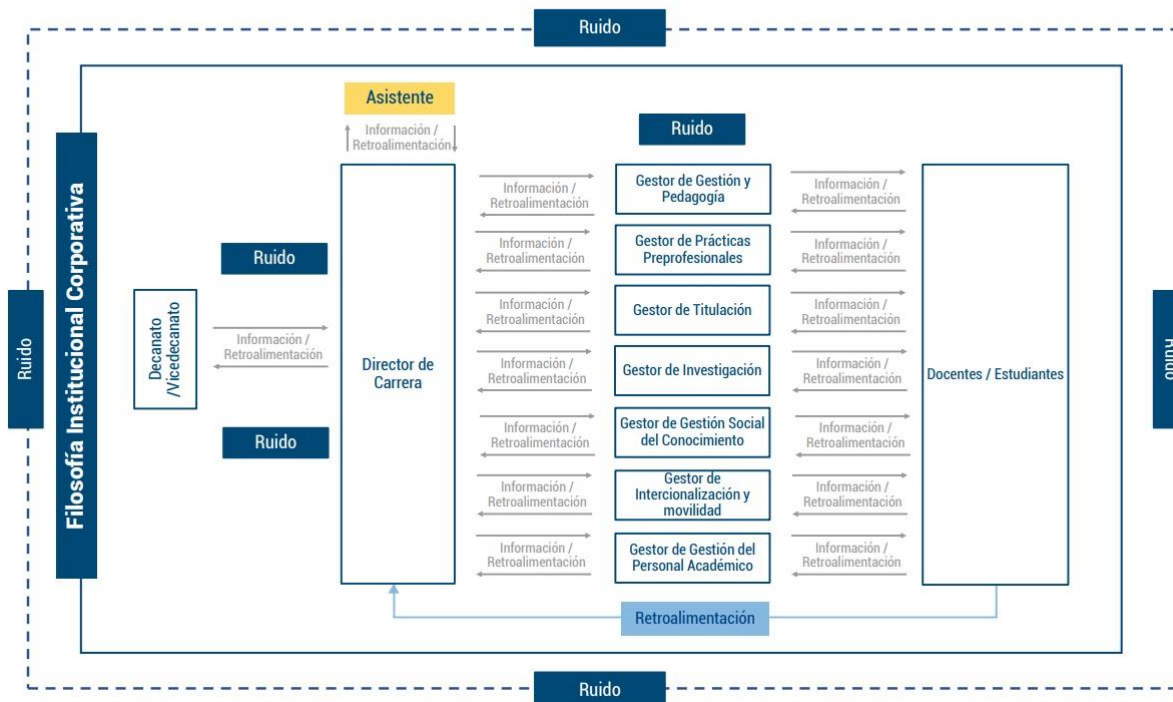 Ruido
Asistente
Información /
Retroalimentación
Ruido
Filosofía Institucional Corporativa
Ruido
Decanato
/Vicedecanato
Ruido
Información /
Retroalimentación
Ruido
Director de
Carrera
Información /
Retroalimentación
Gestor de Gestión y
Pedagogía
Información /
Retroalimentación
Información /
Retroalimentación
Gestor de Prácticas
Preprofesionales
Información /
Retroalimentación
Información /
Retroalimentación
Gestor de Titulación
Información /
Retroalimentación
Información /
Retroalimentación
Gestor de Investigación
Información /
Retroalimentación
Información /
Retroalimentación
Gestor de Gestión Social
del Conocimiento
Información /
Retroalimentación
Información /
Retroalimentación
Gestor de
Intercionalización y
movilidad
Información /
Retroalimentación
Información /
Retroalimentación
Gestor de Gestión del
Personal Académico
Información /
Retroalimentación
Docentes / Estudiantes
Ruido
Retroalimentación
Ruido